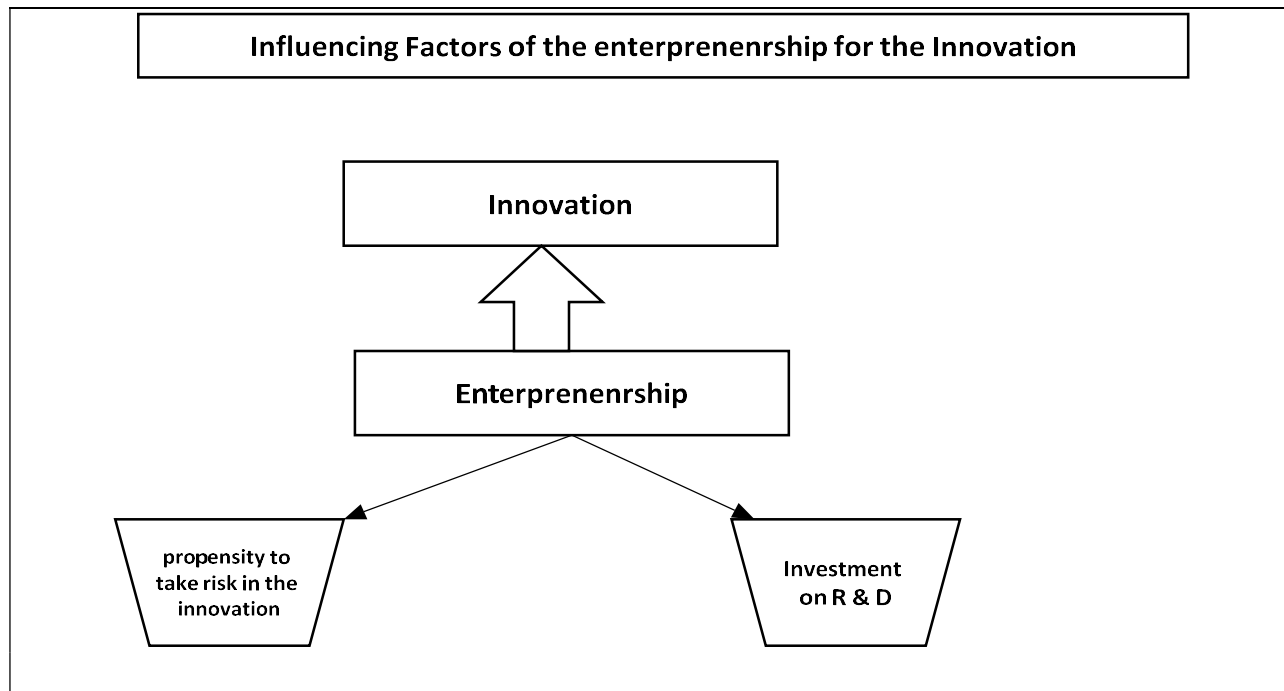 Influencing Factors of the enterprenenrship for the Innovation
Innovation
Enterprenenrship
propensity to
take risk in the
innovation
Investment
on R & D